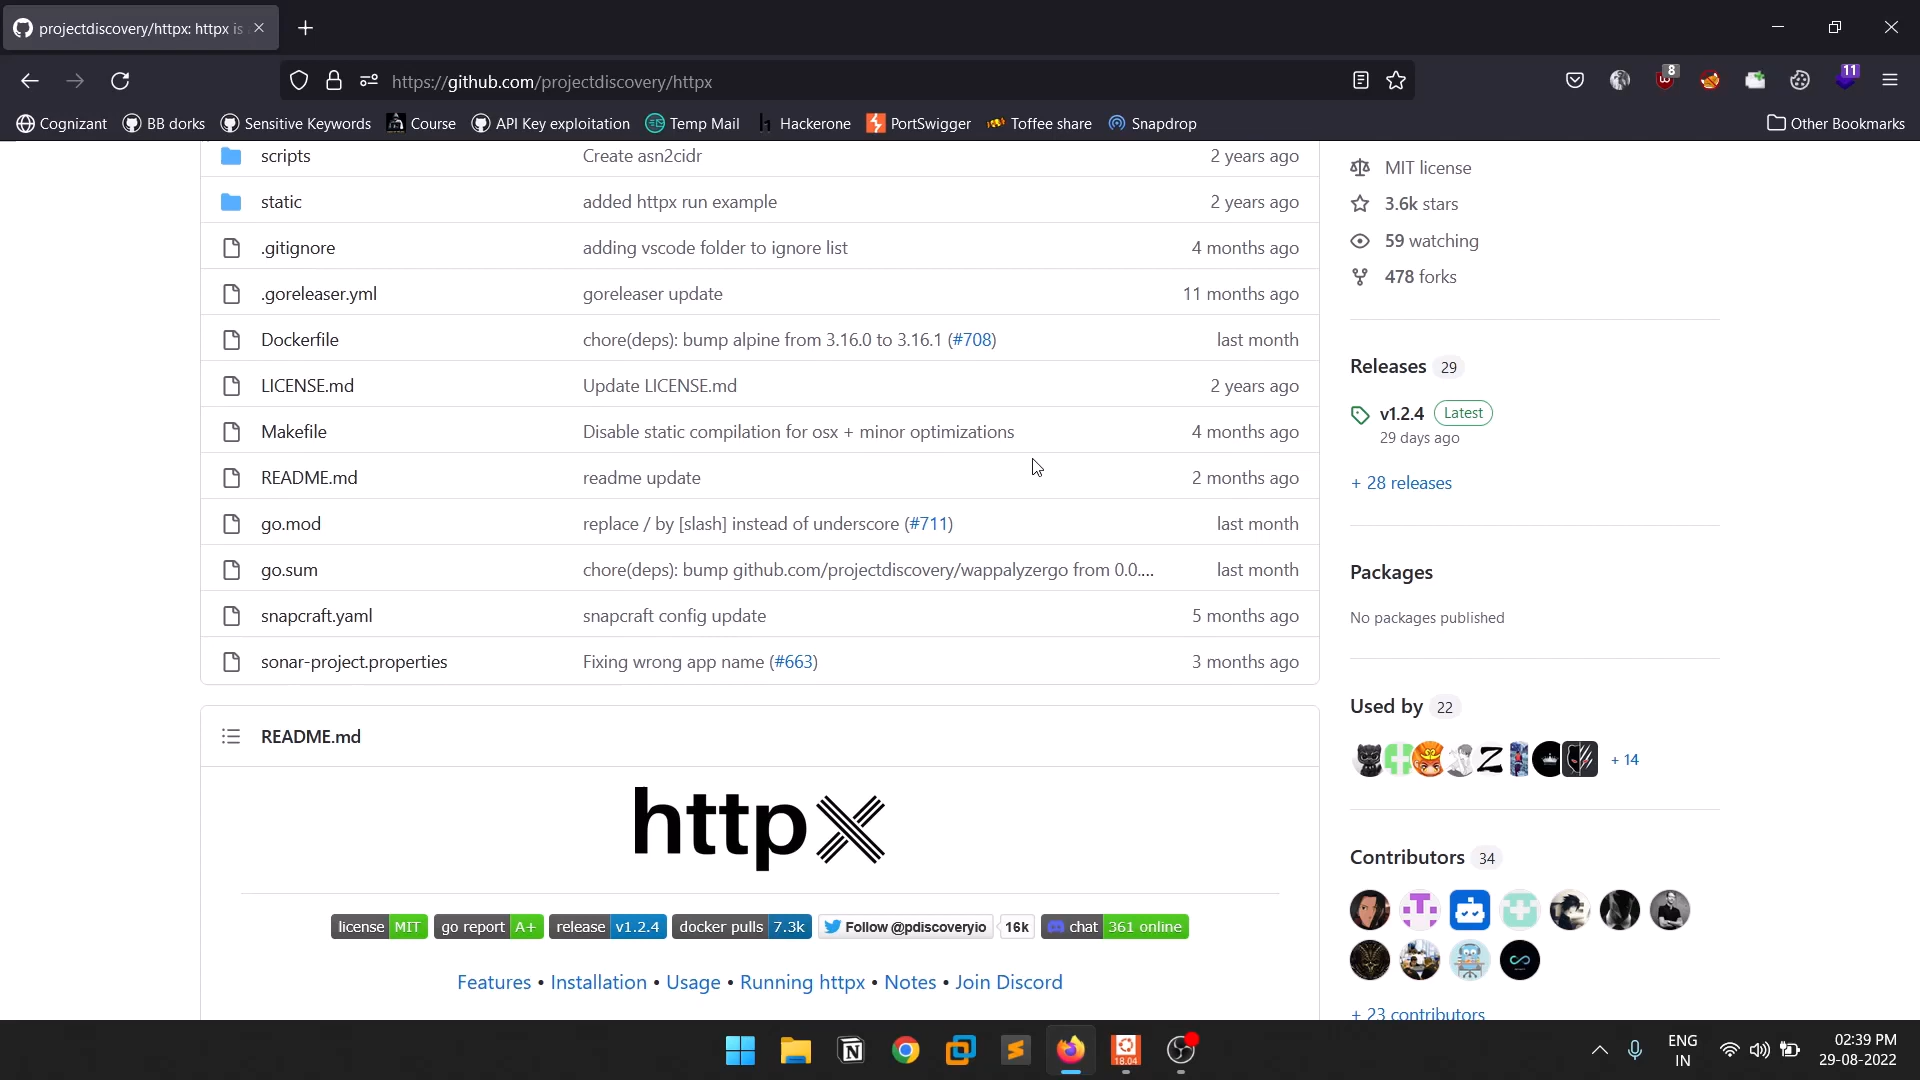 projectdiscovery/httpx: httpx is
https://github.com/projectdiscovery/httpx
8
11
Cognizant
BB dorks
Sensitive Keywords
Course
API Key exploitation
Temp Mail
Hackerone
PortSwigger
Toffee share
Snapdrop
Other Bookmarks
scripts Create asn2cidr 2 years ago
static added httpx run example 2 years ago
.gitignore adding vscode folder to ignore list 4 months ago
.goreleaser.yml goreleaser update 11 months ago
Dockerfile chore(deps): bump alpine from 3.16.0 to 3.16.1 (#708) last month
LICENSE.md Update LICENSE.md 2 years ago
Makefile Disable static compilation for osx + minor optimizations 4 months ago
README.md readme update 2 months ago
go.mod replace / by [slash] instead of underscore (#711) last month
go.sum chore(deps): bump github.com/projectdiscovery/wappalyzergo from 0.0.... last month
snapcraft.yaml snapcraft config update 5 months ago
sonar-project.properties Fixing wrong app name (#663) 3 months ago
README.md
httpx
license MIT go report A+ release v1.2.4 docker pulls 7.3k Follow @pdiscoveryio 16k chat 361 online
Features • Installation • Usage • Running httpx • Notes • Join Discord
MIT license
3.6k stars
59 watching
478 forks
Releases 29
v1.2.4 Latest
29 days ago
+ 28 releases
Packages
No packages published
Used by 22
+ 14
Contributors 34
+ 23 contributors
18.04
ENG
IN
02:39 PM
29-08-2022